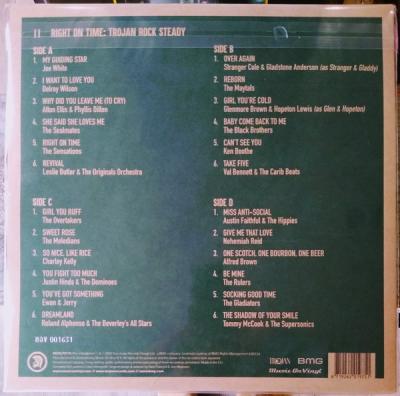 II RIGHT ON TIME: TROJAN ROCK STEADY
SIDE A
1. MY GUIDING STAR
Joe White
2. I WANT TO LOVE YOU
Delroy Wilson
3. WHY DID YOU LEAVE ME (TO CRY)
Alton Ellis & Phyllis Dillon
4. SHE SAID SHE LOVES ME
The Soulmates
5. RIGHT ON TIME
The Sensations
6. REVIVAL
Leslie Butler & The Originals Orchestra
SIDE B
1. OVER AGAIN
Stranger Cole & Gladstone Anderson (as Stranger & Gladdy)
2. REBORN
The Maytals
3. GIRL YOU'RE COLD
Glenmore Brown & Hopeton Lewis (as Glen & Hopeton)
4. BABY COME BACK TO ME
The Black Brothers
5. CAN'T SEE YOU
Ken Boothe
6. TAKE FIVE
Val Bennett & The Carib Beats
SIDE C
1. GIRL YOU RUFF
The Overtakers
2. SWEET ROSE
The Melodians
3. SO NICE, LIKE RICE
Charley Kelly
4. YOU FIGHT TOO MUCH
Justin Hinds & The Dominoes
5. YOU'VE GOT SOMETHING
Ewan & Jerry
6. DREAMLAND
Roland Alphonso & The Beverley's All Stars
SIDE D
1. MISS ANTI-SOCIAL
Austin Faithful & The Hippies
2. GIVE ME THAT LOVE
Nehemiah Reid
3. ONE SCOTCH, ONE BOURBON, ONE BEER
Alfred Brown
4. BE MINE
The Rulers
5. SOCKING GOOD TIME
The Gladiators
6. THE SHADOW OF YOUR SMILE
Tommy McCook & The Supersonics
MOV 001631
TROJAN
BMG
Music On Vinyl